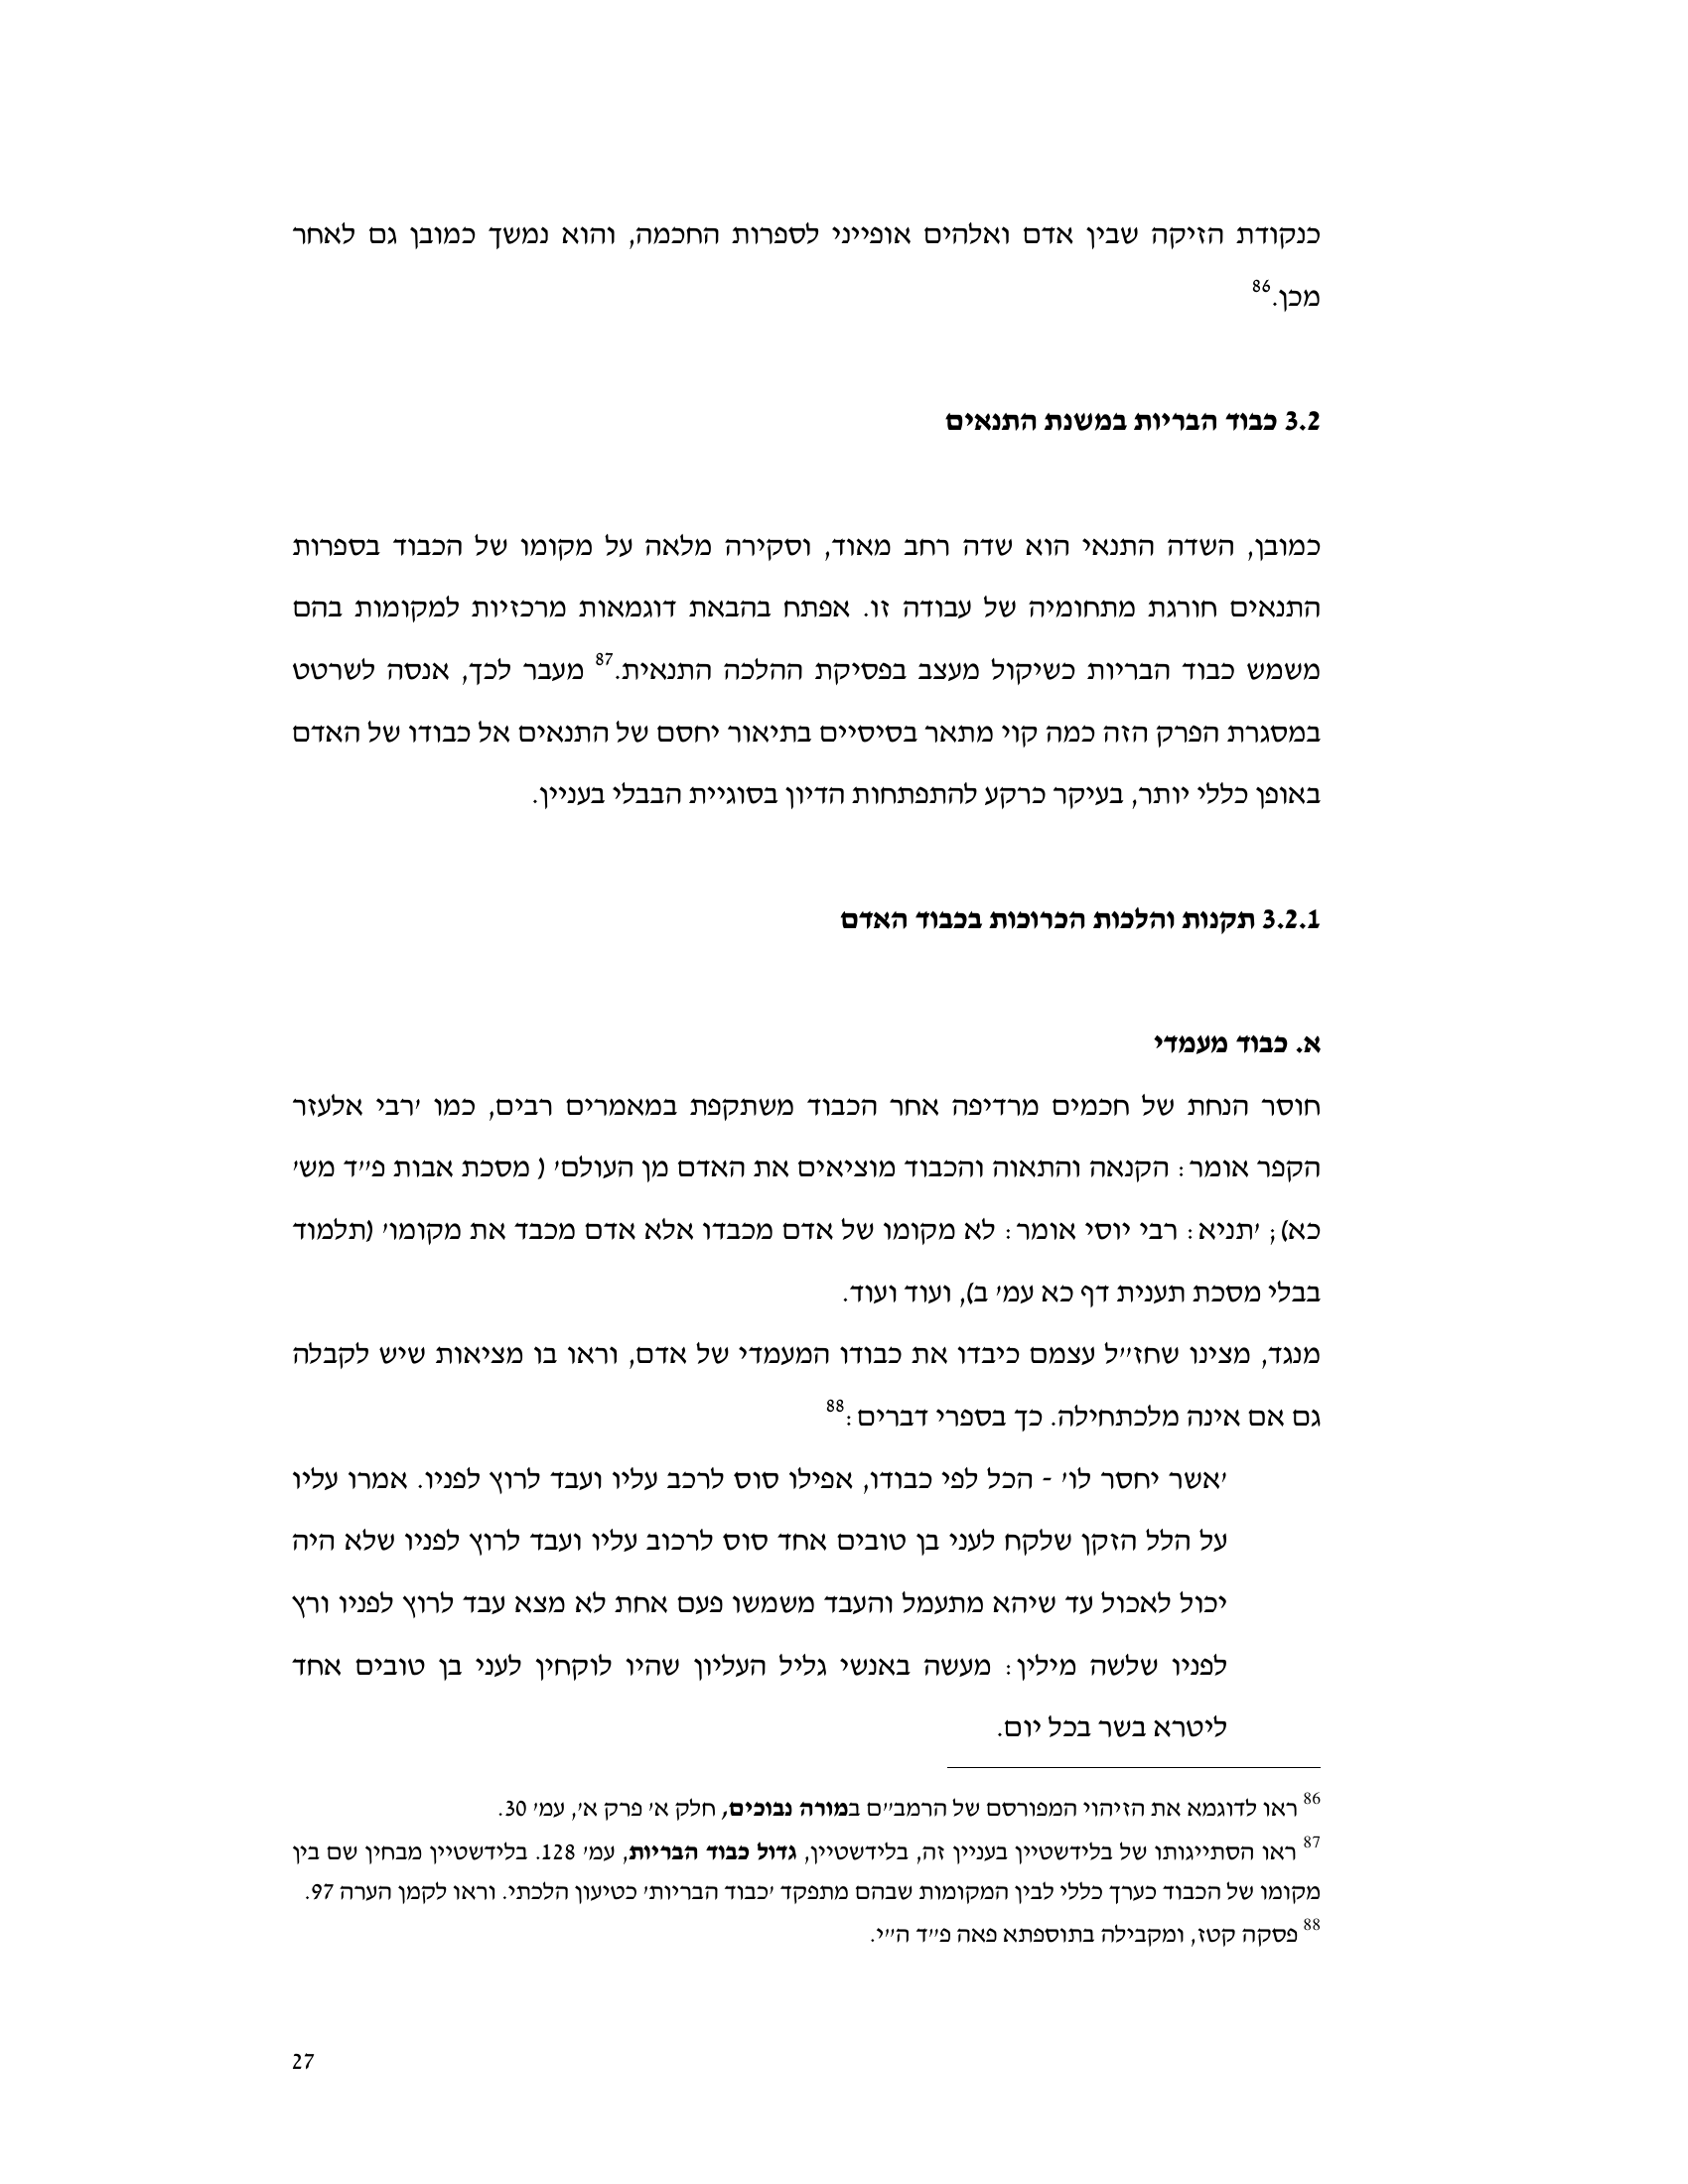 כנקודת הזיקה שבין אדם ואלהים אופייני לספרות החכמה, והוא נמשך כמובן גם לאחר
מכן.86
3.2 כבוד הבריות במשנת התנאים
כמובן, השדה התנאי הוא שדה רחב מאוד, וסקירה מלאה על מקומו של הכבוד בספרות
התנאים חורגת מתחומיה של עבודה זו. אפתח בהבאת דוגמאות מרכזיות למקומות בהם
משמש כבוד הבריות כשיקול מעצב בפסיקת ההלכה התנאית.87 מעבר לכך, אנסה לשרטט
במסגרת הפרק הזה כמה קוי מתאר בסיסיים בתיאור יחסם של התנאים אל כבודו של האדם
באופן כללי יותר, בעיקר כרקע להתפתחות הדיון בסוגיית הבבלי בעניין.
3.2.1 תקנות והלכות הכרוכות בכבוד האדם
א. כבוד מעמדי
חוסר הנחת של חכמים מרדיפה אחר הכבוד משתקפת במאמרים רבים, כמו 'רבי אלעזר
הקפר אומר: הקנאה והתאוה והכבוד מוציאים את האדם מן העולם' ( מסכת אבות פ"ד מש'
כא); 'תניא: רבי יוסי אומר: לא מקומו של אדם מכבדו אלא אדם מכבד את מקומו' (תלמוד
בבלי מסכת תענית דף כא עמ' ב), ועוד ועוד.
מנגד, מצינו שחז"ל עצמם כיבדו את כבודו המעמדי של אדם, וראו בו מציאות שיש לקבלה
גם אם אינה מלכתחילה. כך בספרי דברים:88
'אשר יחסר לו' - הכל לפי כבודו, אפילו סוס לרכב עליו ועבד לרוץ לפניו. אמרו עליו
על הלל הזקן שלקח לעני בן טובים אחד סוס לרכוב עליו ועבד לרוץ לפניו שלא היה
יכול לאכול עד שיהא מתעמל והעבד משמשו פעם אחת לא מצא עבד לרוץ לפניו ורץ
לפניו שלשה מילין: מעשה באנשי גליל העליון שהיו לוקחין לעני בן טובים אחד
ליטרא בשר בכל יום.
86 ראו לדוגמא את הזיהוי המפורסם של הרמב"ם במורה נבוכים, חלק א' פרק א', עמ' 30.
87 ראו הסתייגותו של בלידשטיין בעניין זה, בלידשטיין, גדול כבוד הבריות, עמ' 128. בלידשטיין מבחין שם בין
מקומו של הכבוד כערך כללי לבין המקומות שבהם מתפקד 'כבוד הבריות' כטיעון הלכתי. וראו לקמן הערה 97.
88 פסקה קטז, ומקבילה בתוספתא פאה פ"ד ה"י.
27